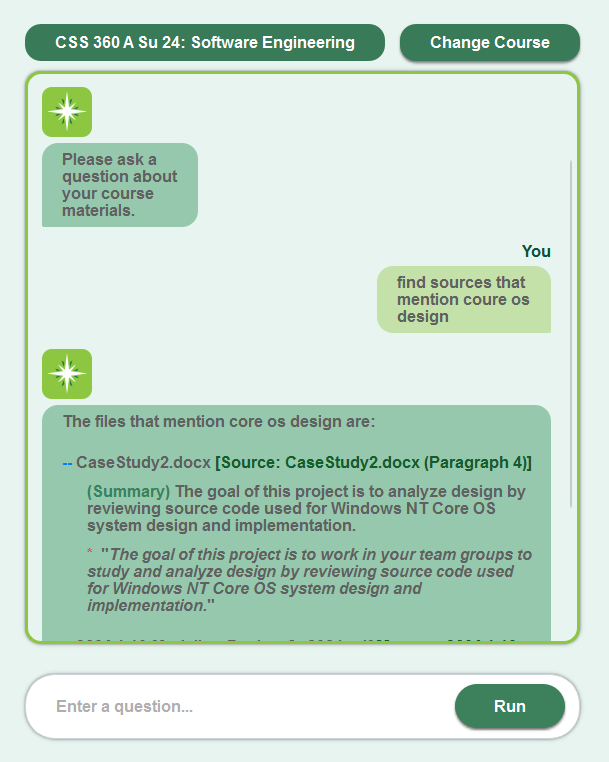 CSS 360 A Su 24: Software Engineering
Change Course
Please ask a
question about
your course
materials.
You
find sources that
mention coure os
design
The files that mention core os design are:
-- CaseStudy2.docx [Source: CaseStudy2.docx (Paragraph 4)]
(Summary) The goal of this project is to analyze design by
reviewing source code used for Windows NT Core OS
system design and implementation.
* "The goal of this project is to work in your team groups to
study and analyze design by reviewing source code used
for Windows NT Core OS system design and
implementation."
Enter a question...
Run